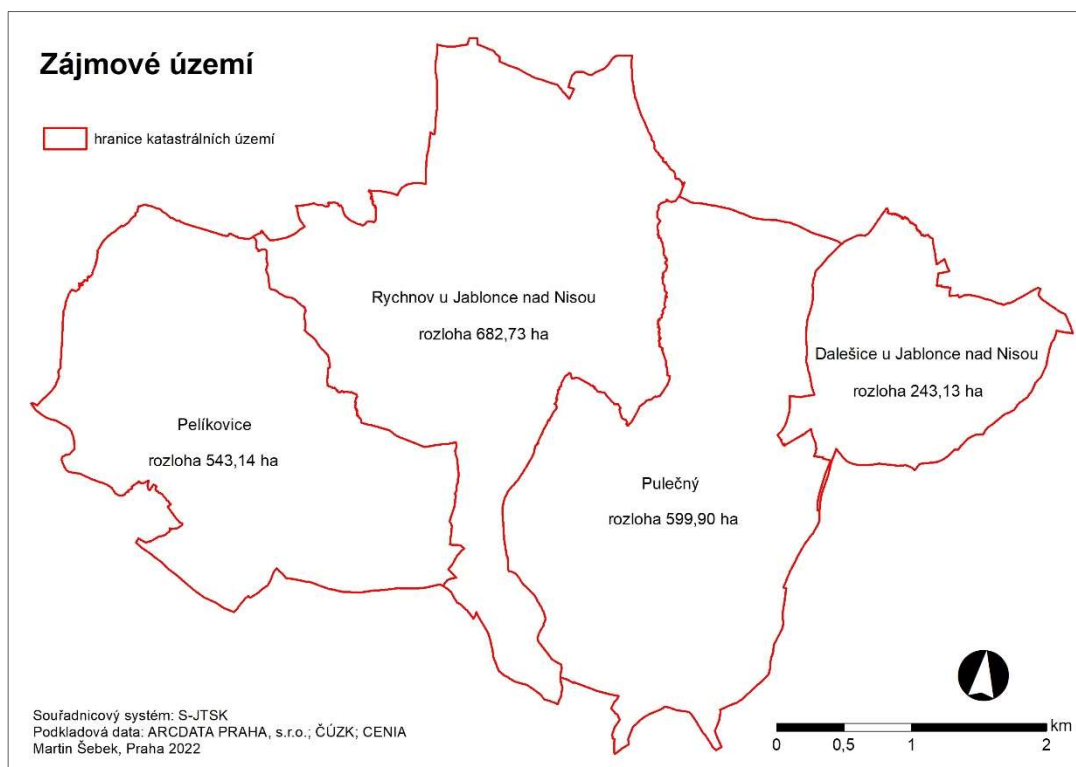 Zájmové území
hranice katastrálních území
Rychnov u Jablonce nad Nisou
rozloha 682,73 ha
Dalešice u Jablonce nad Nisou
rozloha 243,13 ha
Pelíkovice
rozloha 543,14 ha
Pulečný
rozloha 599,90 ha
Souřadnicový systém: S-JTSK
Podkladová data: ARCDATA PRAHA, s.r.o.; ČÚZK; CENIA
Martin Šebek, Praha 2022
km
0 0,5 1 2